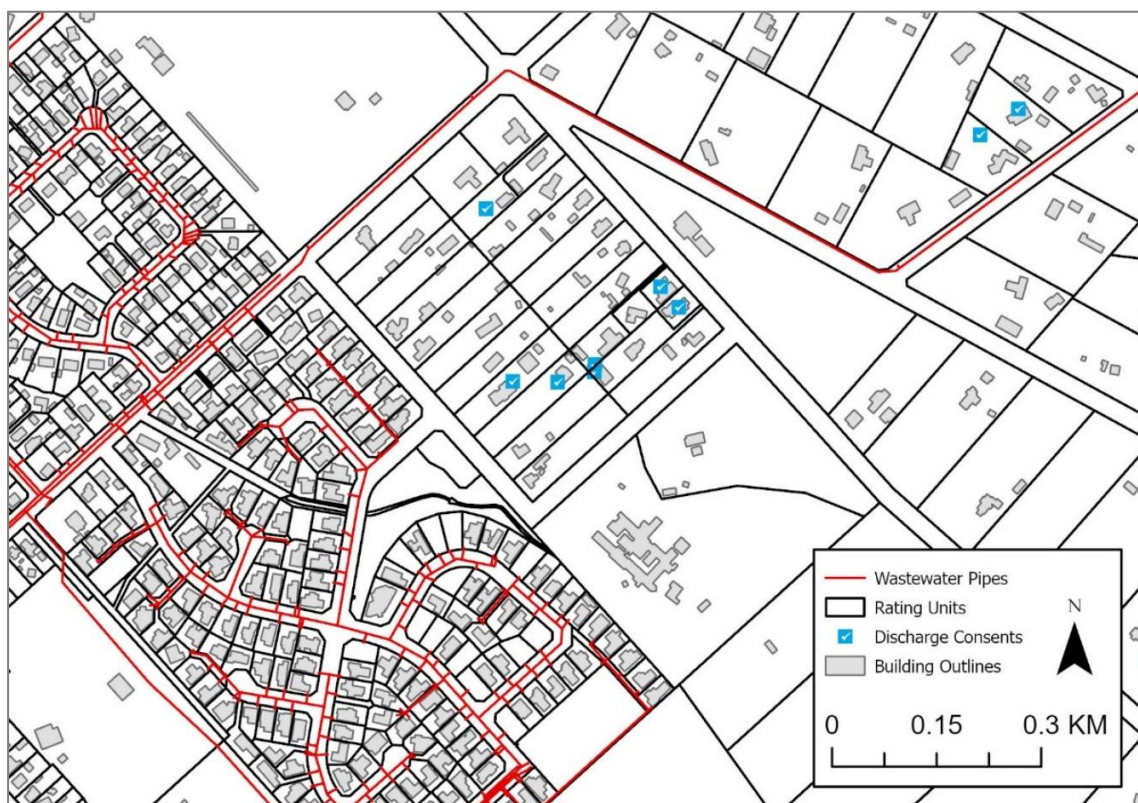 Wastewater Pipes
Rating Units
Discharge Consents
Building Outlines
N
0 0.15 0.3 KM